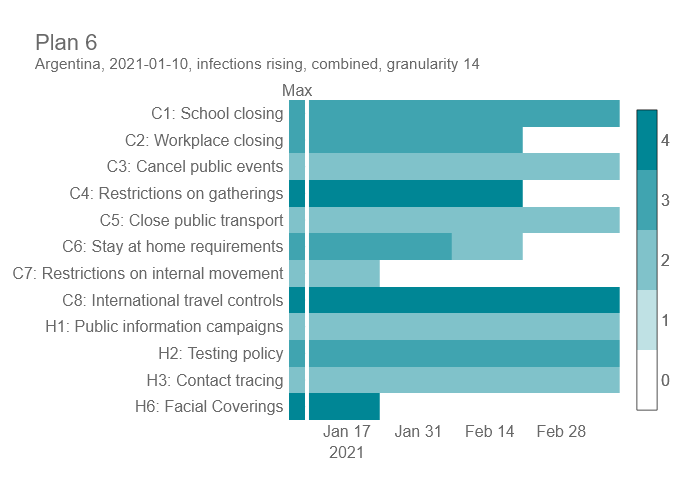 Plan 6
Argentina, 2021-01-10, infections rising, combined, granularity 14
Max
C1: School closing
C2: Workplace closing
C3: Cancel public events
C4: Restrictions on gatherings
C5: Close public transport
C6: Stay at home requirements
C7: Restrictions on internal movement
C8: International travel controls
H1: Public information campaigns
H2: Testing policy
H3: Contact tracing
H6: Facial Coverings
Jan 17 Jan 31 Feb 14 Feb 28
2021
4
3
2
1
0